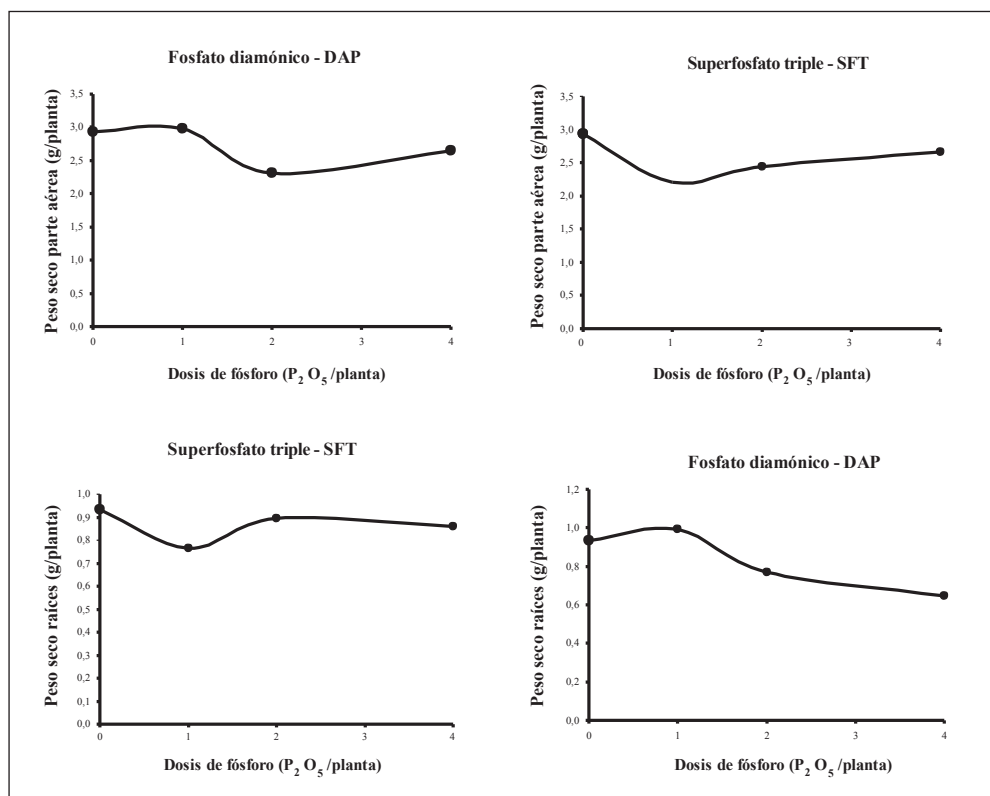 Fosfato diamónico - DAP
Peso seco parte aérea (g/planta)
3,5
3,0
2,5
2,0
1,5
1,0
0,5
0,0
0 1 2 3 4
Dosis de fósforo (P2 O5 /planta)
Superfosfato triple - SFT
Peso seco parte aérea (g/planta)
3,5
3,0
2,5
2,0
1,5
1,0
0,5
0,0
0 1 2 3 4
Dosis de fósforo (P2 O5 /planta)
Superfosfato triple - SFT
Peso seco raíces (g/planta)
1,0
0,9
0,8
0,7
0,6
0,5
0,4
0,3
0,2
0,1
0,0
0 1 2 3 4
Dosis de fósforo (P2 O5 /planta)
Fosfato diamónico - DAP
Peso seco raíces (g/planta)
1,2
1,0
0,8
0,6
0,4
0,2
0,0
0 1 2 3 4
Dosis de fósforo (P2 O5 /planta)